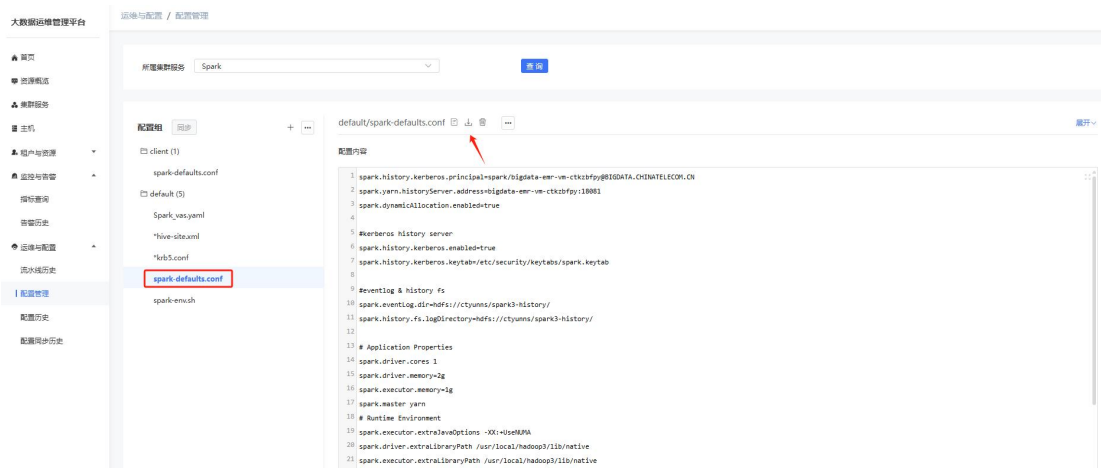 大数据运维管理平台
运维与配置 / 配置管理
首页
资源概览
集群服务
主机
租户与资源
监控与告警
指标查询
告警历史
运维与配置
流水线历史
配置管理
配置历史
配置同步历史
所属集群服务 Spark 查询
配置组 同步 + ...
client (1)
spark-defaults.conf
default (5)
Spark_vas.yaml
*hive-site.xml
*krb5.conf
spark-defaults.conf
spark-env.sh
default/spark-defaults.conf ... 展开
配置内容
1 spark.history.kerberos.principal=spark/bigdata-emr-vm-ctkzbfpy@BIGDATA.CHINATELECOM.CN
2 spark.yarn.historyServer.address=bigdata-emr-vm-ctkzbfpy:18081
3 spark.dynamicAllocation.enabled=true
4
5 #kerberos history server
6 spark.history.kerberos.enabled=true
7 spark.history.kerberos.keytab=/etc/security/keytabs/spark.keytab
8
9 #eventlog & history fs
10 spark.eventLog.dir=hdfs://ctyunns/spark3-history/
11 spark.history.fs.logDirectory=hdfs://ctyunns/spark3-history/
12
13 # Application Properties
14 spark.driver.cores 1
15 spark.driver.memory=2g
16 spark.executor.memory=1g
17 spark.master yarn
18 # Runtime Environment
19 spark.executor.extraJavaOptions -XX:+UseNUMA
20 spark.driver.extraLibraryPath /usr/local/hadoop3/lib/native
21 spark.executor.extraLibraryPath /usr/local/hadoop3/lib/native